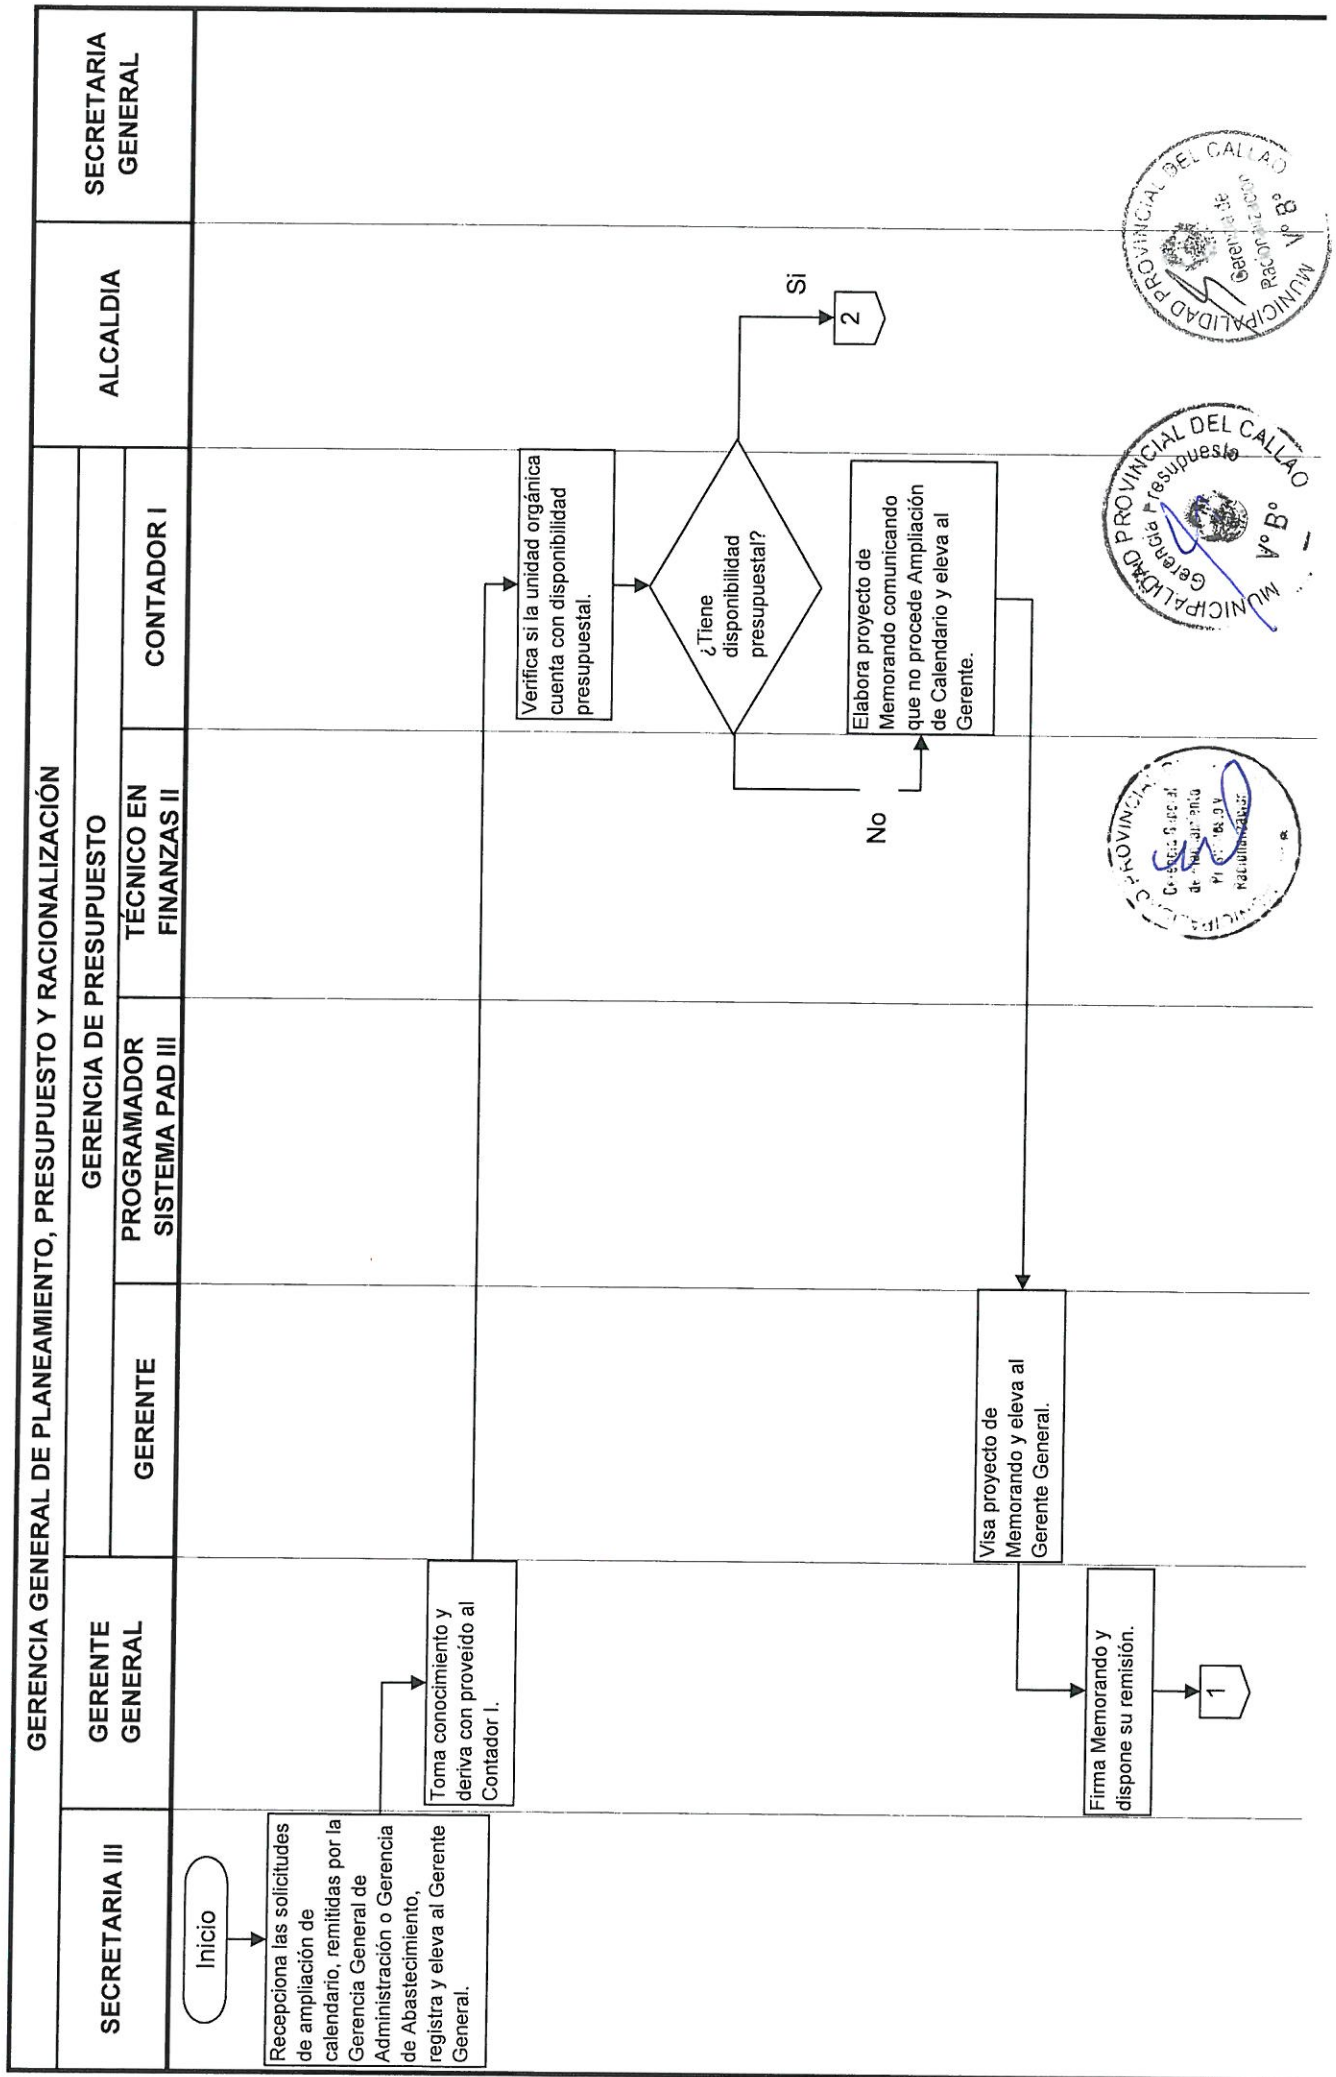 GERENCIA GENERAL DE PLANEAMIENTO, PRESUPUESTO Y RACIONALIZACIÓN
GERENCIA DE PRESUPUESTO
SECRETARIA III
GERENTE
GENERAL
GERENTE
PROGRAMADOR
SISTEMA PAD III
TÉCNICO EN
FINANZAS II
CONTADOR I
ALCALDIA
SECRETARIA
GENERAL
Inicio
Recepciona las solicitudes
de ampliación de
calendario, remitidas por la
Gerencia General de
Administración o Gerencia
de Abastecimiento,
registra y eleva al Gerente
General.
Toma conocimiento y
deriva con proveído al
Contador I.
Verifica si la unidad orgánica
cuenta con disponibilidad
presupuestal.
¿Tiene
disponibilidad
presupuestal?
Si
2
No
Elabora proyecto de
Memorando comunicando
que no procede Ampliación
de Calendario y eleva al
Gerente.
Visa proyecto de
Memorando y eleva al
Gerente General.
Firma Memorando y
dispone su remisión.
1
MUNICIPALIDAD PROVINCIAL DEL CALLAO
Gerencia Presupuesto
Vº Bº
MUNICIPALIDAD PROVINCIAL DEL CALLAO
Gerencia de
Racionalización
Vº Bº